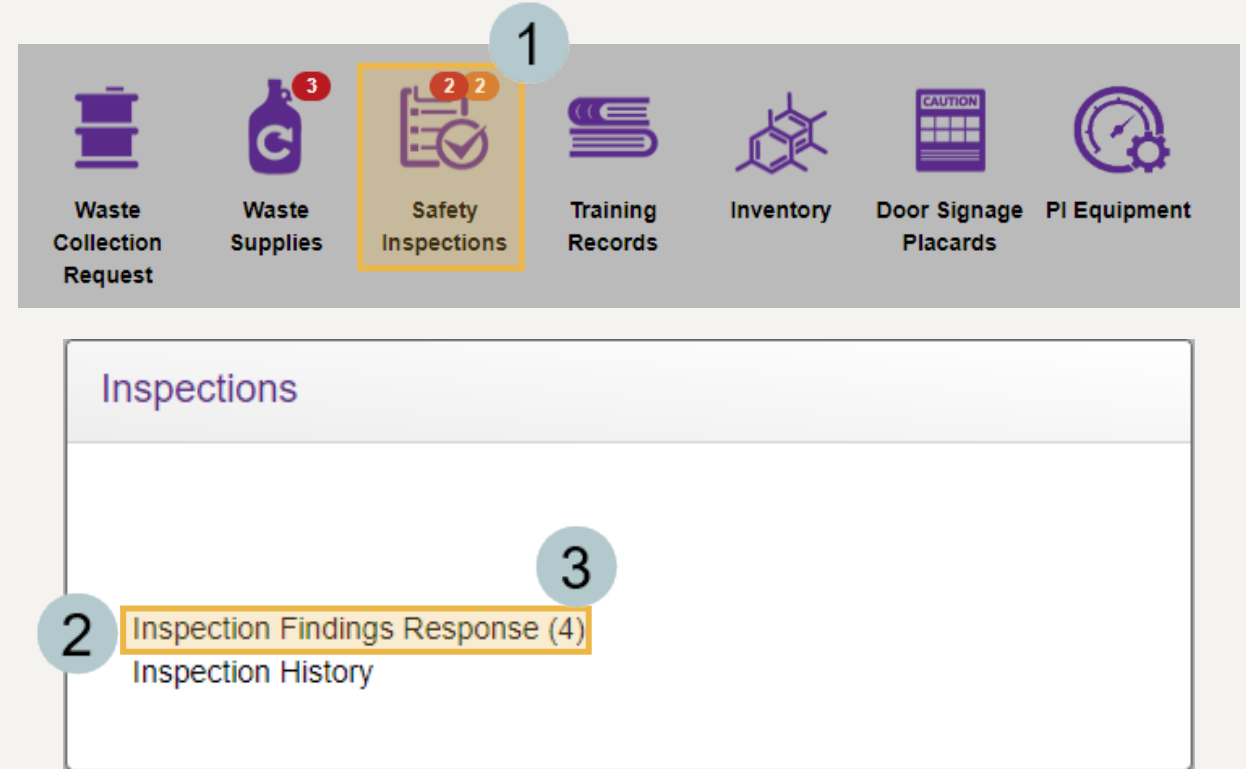 1
3
2 2
CAUTION
Waste Collection Request
Waste Supplies
Safety Inspections
Training Records
Inventory
Door Signage Placards
PI Equipment
Inspections
3
2
Inspection Findings Response (4)
Inspection History